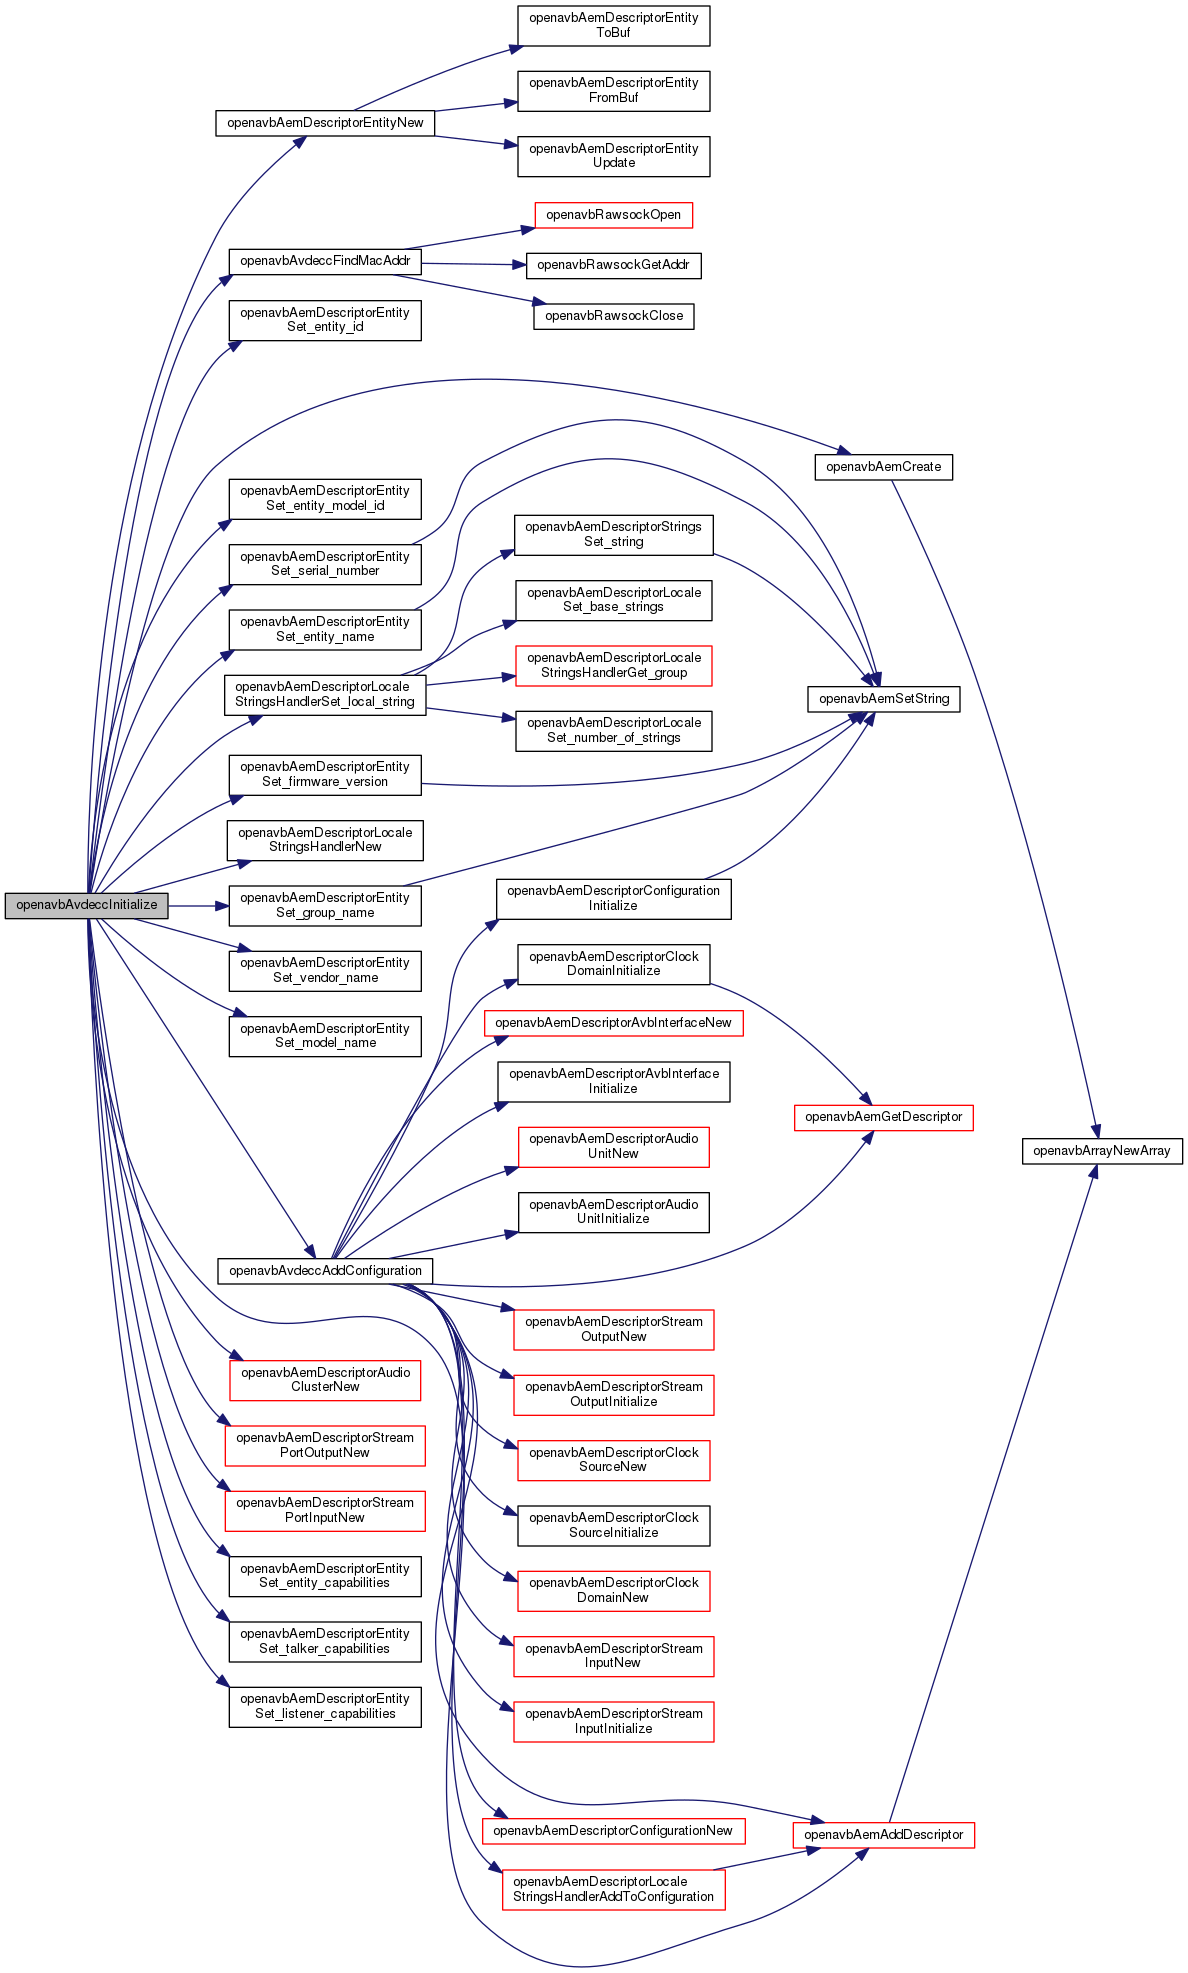 openavbAemDescriptorEntity
ToBuf
openavbAemDescriptorEntity
FromBuf
openavbAemDescriptorEntityNew
openavbAemDescriptorEntity
Update
openavbRawsockOpen
openavbAvdeccFindMacAddr
openavbRawsockGetAddr
openavbRawsockClose
openavbAemDescriptorEntity
Set_entity_id
openavbAemCreate
openavbAemDescriptorEntity
Set_entity_model_id
openavbAemDescriptorStrings
Set_string
openavbAemDescriptorEntity
Set_serial_number
openavbAemDescriptorLocale
Set_base_strings
openavbAemDescriptorEntity
Set_entity_name
openavbAemDescriptorLocale
StringsHandlerGet_group
openavbAemDescriptorLocale
StringsHandlerSet_local_string
openavbAemSetString
openavbAemDescriptorLocale
Set_number_of_strings
openavbAemDescriptorEntity
Set_firmware_version
openavbAemDescriptorLocale
StringsHandlerNew
openavbAvdeccInitialize
openavbAemDescriptorEntity
Set_group_name
openavbAemDescriptorConfiguration
Initialize
openavbAemDescriptorEntity
Set_vendor_name
openavbAemDescriptorClock
DomainInitialize
openavbAemDescriptorEntity
Set_model_name
openavbAemDescriptorAvbInterfaceNew
openavbAemDescriptorAvbInterface
Initialize
openavbAemGetDescriptor
openavbAemDescriptorAudio
UnitNew
openavbArrayNewArray
openavbAemDescriptorAudio
UnitInitialize
openavbAvdeccAddConfiguration
openavbAemDescriptorStream
OutputNew
openavbAemDescriptorAudio
ClusterNew
openavbAemDescriptorStream
OutputInitialize
openavbAemDescriptorStream
PortOutputNew
openavbAemDescriptorClock
SourceNew
openavbAemDescriptorStream
PortInputNew
openavbAemDescriptorClock
SourceInitialize
openavbAemDescriptorEntity
Set_entity_capabilities
openavbAemDescriptorClock
DomainNew
openavbAemDescriptorEntity
Set_talker_capabilities
openavbAemDescriptorStream
InputNew
openavbAemDescriptorEntity
Set_listener_capabilities
openavbAemDescriptorStream
InputInitialize
openavbAemDescriptorConfigurationNew
openavbAemAddDescriptor
openavbAemDescriptorLocale
StringsHandlerAddToConfiguration